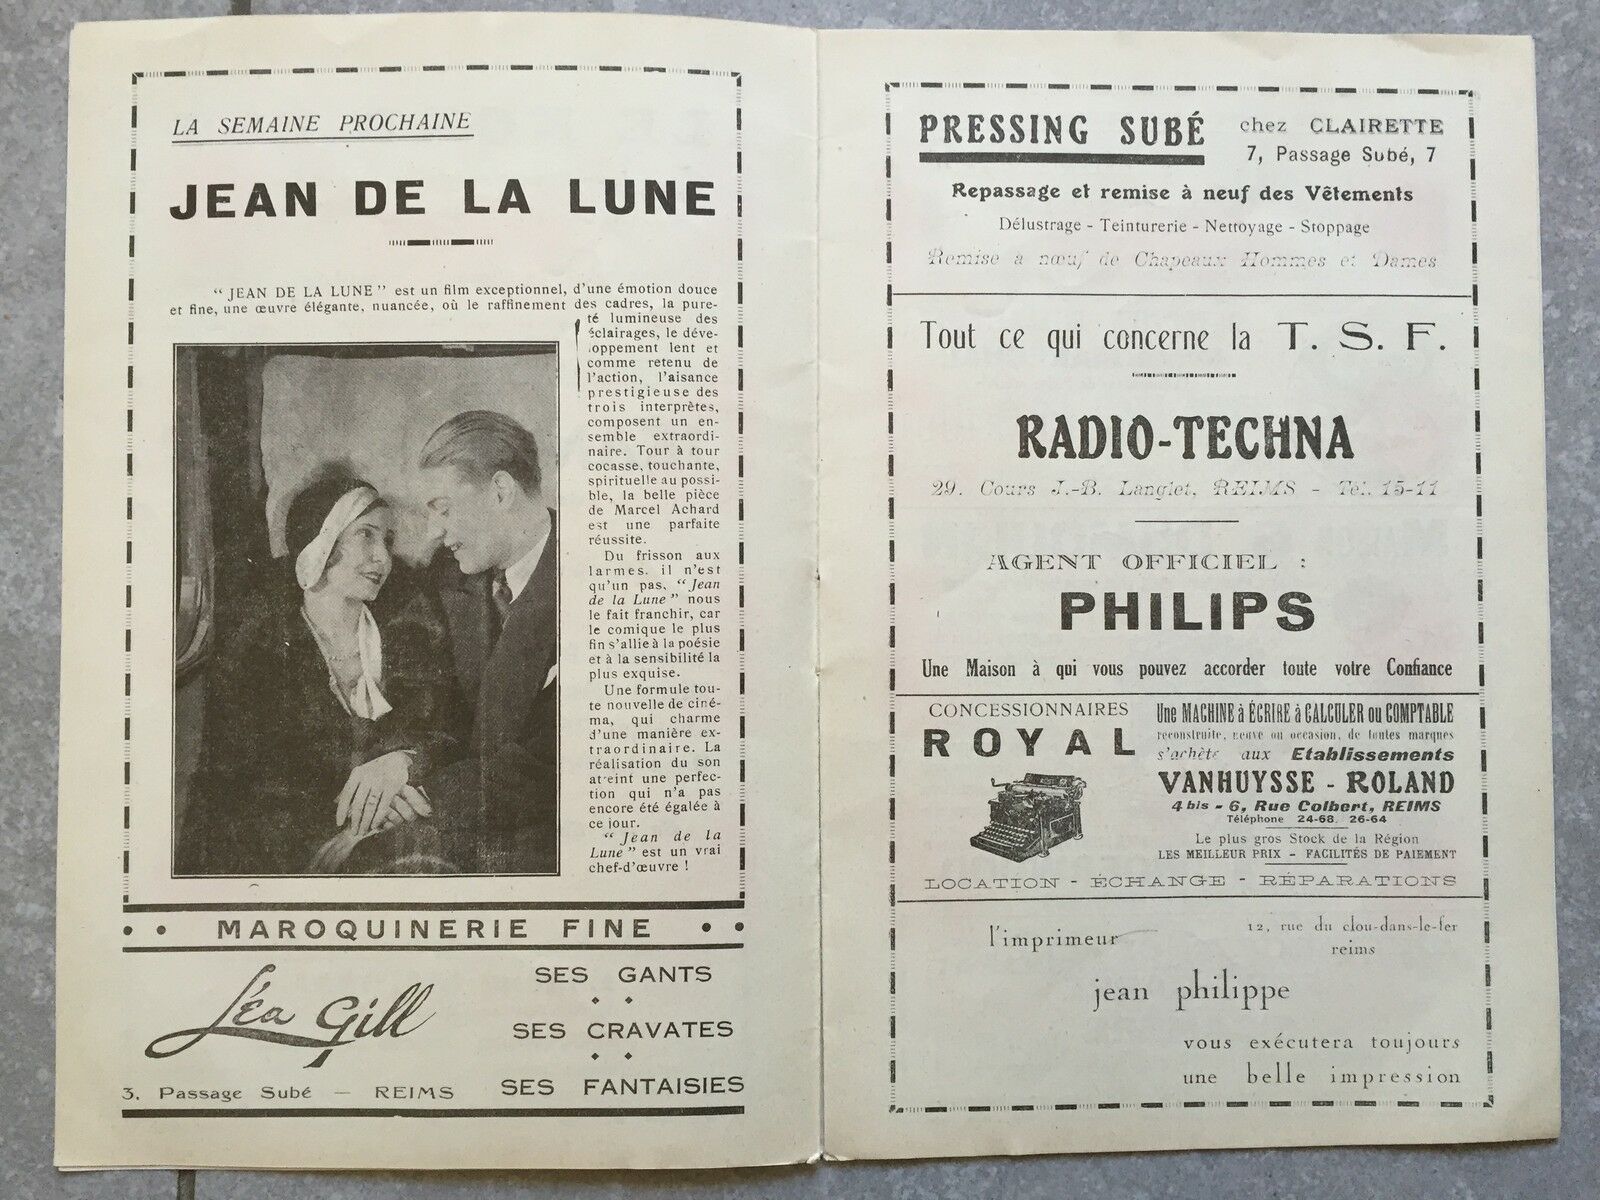 LA SEMAINE PROCHAINE
JEAN DE LA LUNE
“ JEAN DE LA LUNE ” est un film exceptionnel, d'une émotion douce
et fine, une œuvre élégante, nuancée, où le raffinement des cadres, la pure-
té lumineuse des
éclairages, le déve-
loppement lent et
comme retenu de
l'action, l'aisance
prestigieuse des
trois interprètes,
composent un en-
semble extraordi-
naire. Tour à tour
cocasse, touchante,
spirituelle au possi-
ble, la belle pièce
de Marcel Achard
est une parfaite
réussite.
Du frisson aux
larmes, il n'est
qu'un pas. “ Jean
de la Lune ” nous
le fait franchir, car
le comique le plus
fin s'allie à la poésie
et à la sensibilité la
plus exquise.
Une formule tou-
te nouvelle de ciné-
ma, qui charme
d'une manière ex-
traordinaire. La
réalisation du son
atteint une perfec-
tion qui n'a pas
encore été égalée à
ce jour.
“ Jean de la
Lune ” est un vrai
chef-d'œuvre !
• • MAROQUINERIE FINE • •
Léa Gill
3, Passage Subé — REIMS
SES GANTS
SES CRAVATES
SES FANTAISIES
PRESSING SUBÉ chez CLAIRETTE
7, Passage Subé, 7
Repassage et remise à neuf des Vêtements
Délustrage - Teinturerie - Nettoyage - Stoppage
Remise a nœuf de Chapeaux Hommes et Dames
Tout ce qui concerne la T. S. F.
RADIO-TECHNA
29. Cours J.-B. Langlet, REIMS - Tél. 15-11
AGENT OFFICIEL :
PHILIPS
Une Maison à qui vous pouvez accorder toute votre Confiance
CONCESSIONNAIRES
ROYAL
Une MACHINE à ÉCRIRE à CALCULER ou COMPTABLE
reconstruite, neuve ou occasion, de toutes marques
s'achète aux Etablissements
VANHUYSSE - ROLAND
4 bis - 6, Rue Colbert, REIMS
Téléphone 24-68. 26-64
Le plus gros Stock de la Région
LES MEILLEUR PRIX - FACILITÉS DE PAIEMENT
LOCATION - ÉCHANGE - RÉPARATIONS
l'imprimeur
12, rue du clou-dans-le-fer
reims
jean philippe
vous exécutera toujours
une belle impression